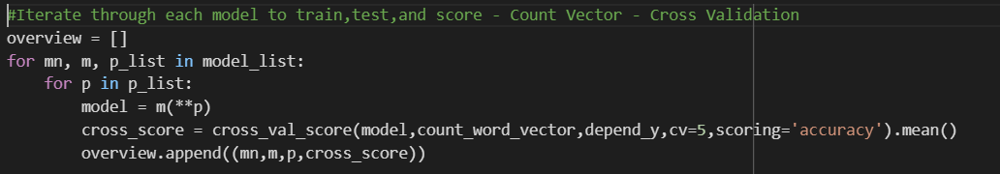 #Iterate through each model to train,test,and score - Count Vector - Cross Validation
overview = []
for mn, m, p_list in model_list:
    for p in p_list:
        model = m(**p)
        cross_score = cross_val_score(model,count_word_vector,depend_y,cv=5,scoring='accuracy').mean()
        overview.append((mn,m,p,cross_score))